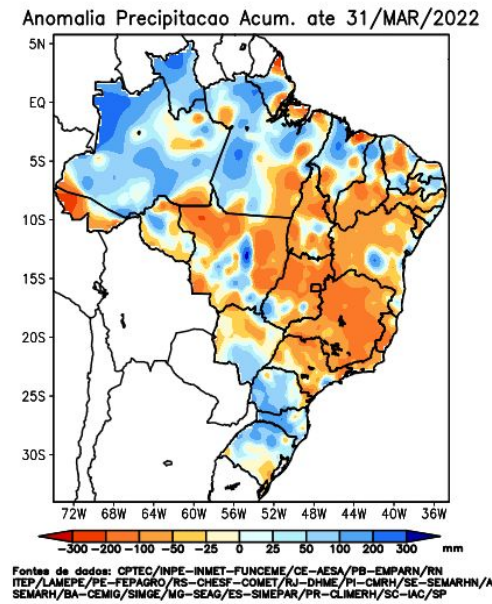 Anomalia Precipitacao Acum. ate 31/MAR/2022
5N
EQ
5S
10S
15S
20S
25S
30S
72W 68W 64W 60W 56W 52W 48W 44W 40W 36W
-300 -200 -100 -50 -25 25 50 100 200 300 mm
Fontes de dados: CPTEC/INPE-INMET-FUNCEME/CE-AESA/PB-EMPARN/RN
ITEP/LAMEPE/PE-FEPAGRO/RS-CHESF-COMET/RJ-DHME/PI-CMRH/SE-SEMARHN/A
SEMARH/BA-CEMIG/SIMGE/MG-SEAG/ES-SIMEPAR/PR-CLIMERH/SC-IAC/SP